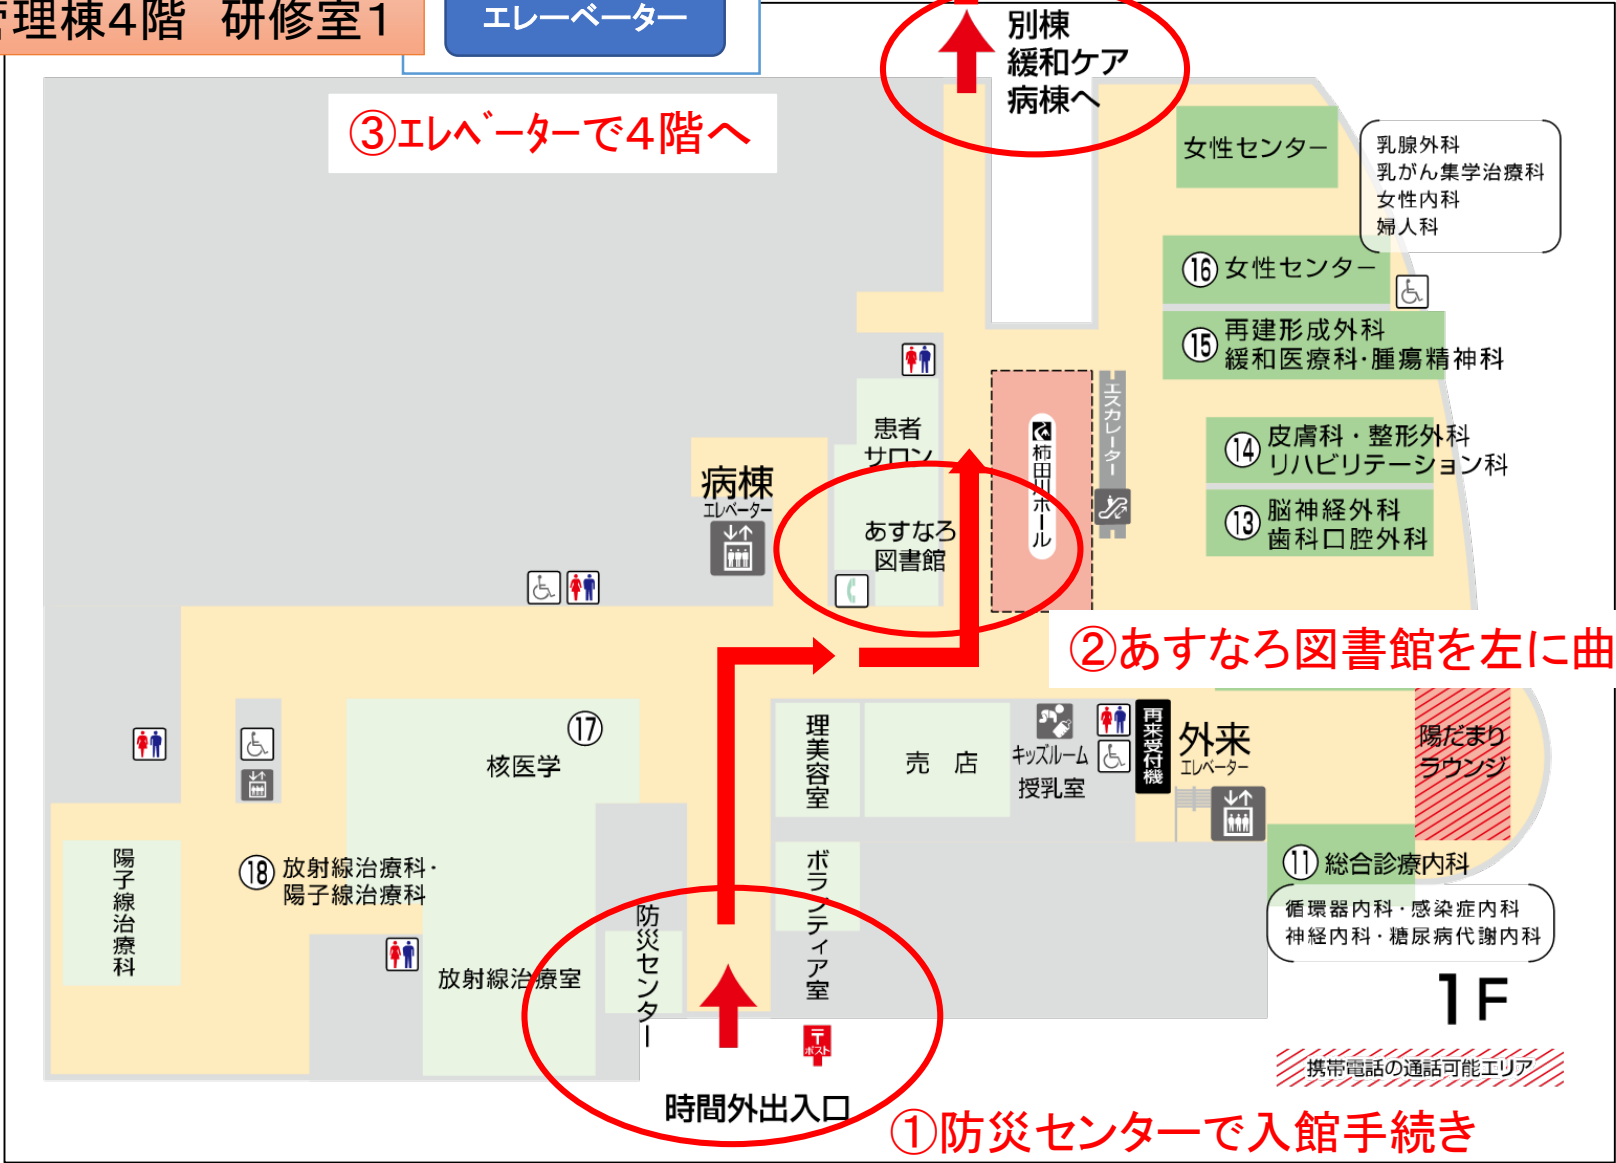 管理棟4階　研修室1
エレーベーター
別棟
緩和ケア
病棟へ
③エレベーターで4階へ
女性センター
乳腺外科
乳がん集学治療科
女性内科
婦人科
⑯女性センター
⑮再建形成外科
緩和医療科・腫瘍精神科
エスカレーター
患者
サロン
柿田川ホール
⑭皮膚科・整形外科
リハビリテーション科
病棟
エレベーター
あすなろ
図書館
⑬脳神経外科
歯科口腔外科
②あすなろ図書館を左に曲
⑰
核医学
理美容室
売店
キッズルーム
授乳室
再来受付機
外来
エレベーター
陽だまり
ラウンジ
陽子線治療科
⑱放射線治療科・
陽子線治療科
防災センター
ボランティア室
⑪総合診療内科
循環器内科・感染症内科
神経内科・糖尿病代謝内科
放射線治療室
〒
ポスト
1F
携帯電話の通話可能エリア
時間外出入口
①防災センターで入館手続き